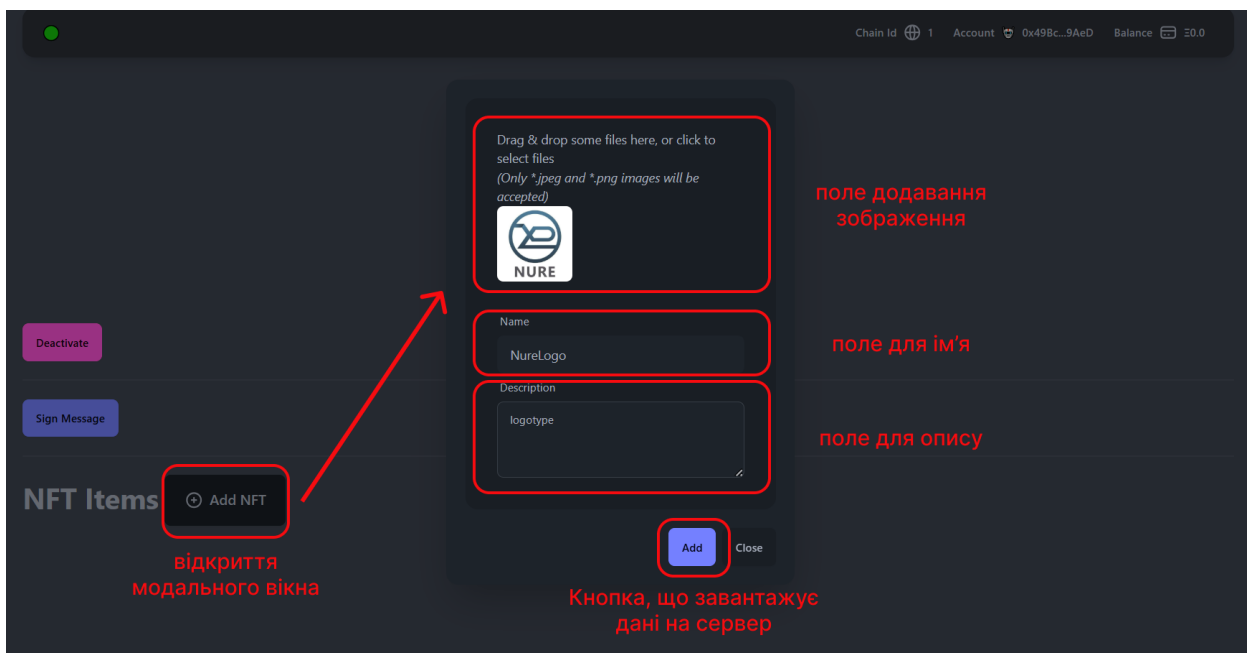 Chain Id 1 Account 0x49Bc...9AeD Balance Ξ0.0
Drag & drop some files here, or click to
select files
(Only *.jpeg and *.png images will be
accepted)
NURE
поле додавання
зображення
Name
NureLogo
поле для ім'я
Description
logotype
поле для опису
Deactivate
Sign Message
NFT Items
Add NFT
відкриття
модального вікна
Add
Close
Кнопка, що завантажує
дані на сервер